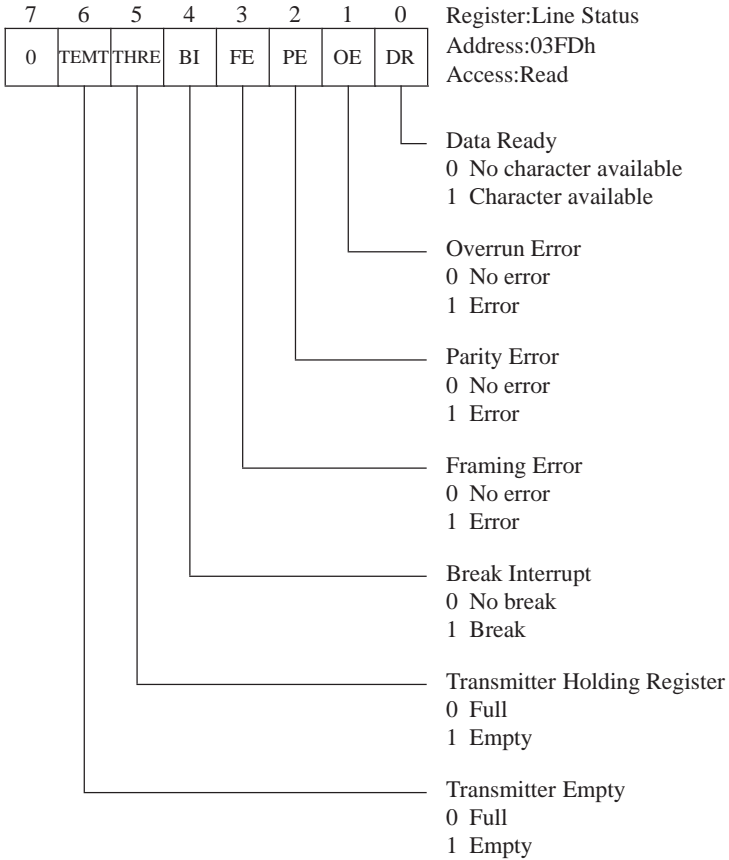 7 6 5 4 3 2 1 0
0 TEMT THRE BI FE PE OE DR
Register:Line Status
Address:03FDh
Access:Read
Data Ready
0 No character available
1 Character available
Overrun Error
0 No error
1 Error
Parity Error
0 No error
1 Error
Framing Error
0 No error
1 Error
Break Interrupt
0 No break
1 Break
Transmitter Holding Register
0 Full
1 Empty
Transmitter Empty
0 Full
1 Empty